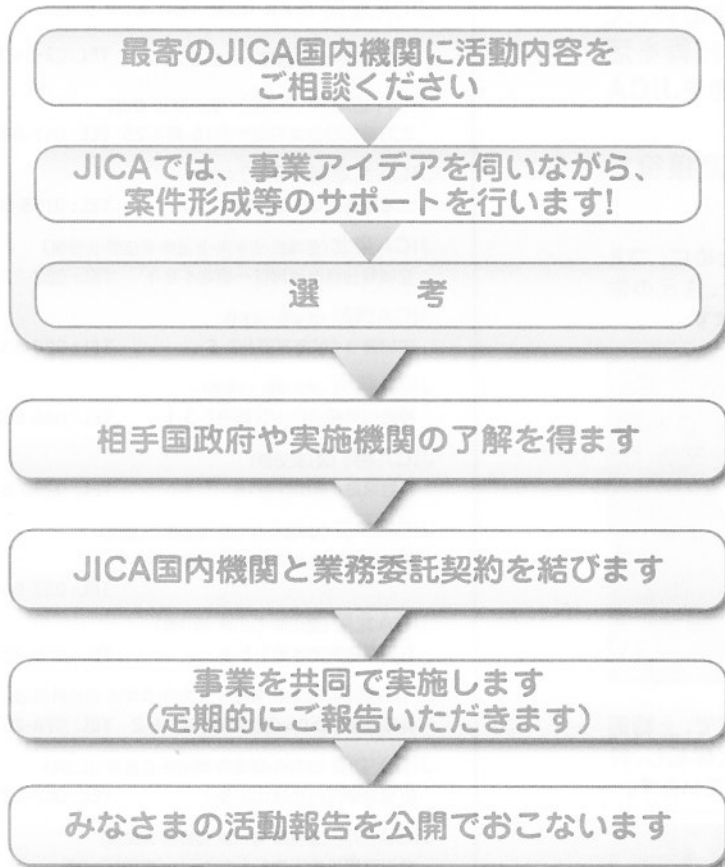 最寄のJICA国内機関に活動内容を
ご相談ください
JICAでは、事業アイデアを伺いながら、
案件形成等のサポートを行います!
選　　考
相手国政府や実施機関の了解を得ます
JICA国内機関と業務委託契約を結びます
事業を共同で実施します
（定期的にご報告いただきます）
みなさまの活動報告を公開でおこないます